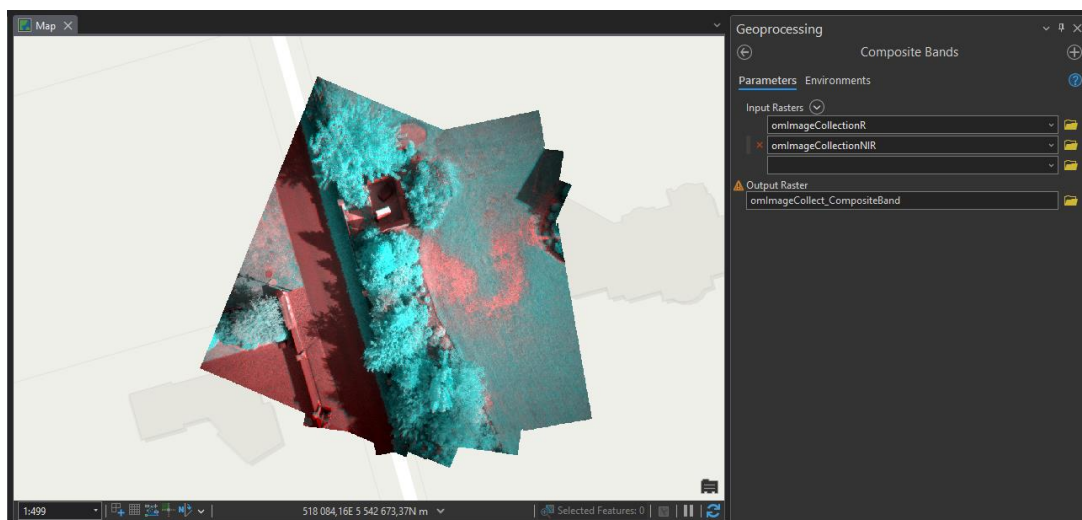 Map
Geoprocessing
Composite Bands
Parameters Environments
Input Rasters
omImageCollectionR
omImageCollectionNIR
Output Raster
omImageCollect_CompositeBand
1:499
518 084,16E 5 542 673,37N m
Selected Features: 0